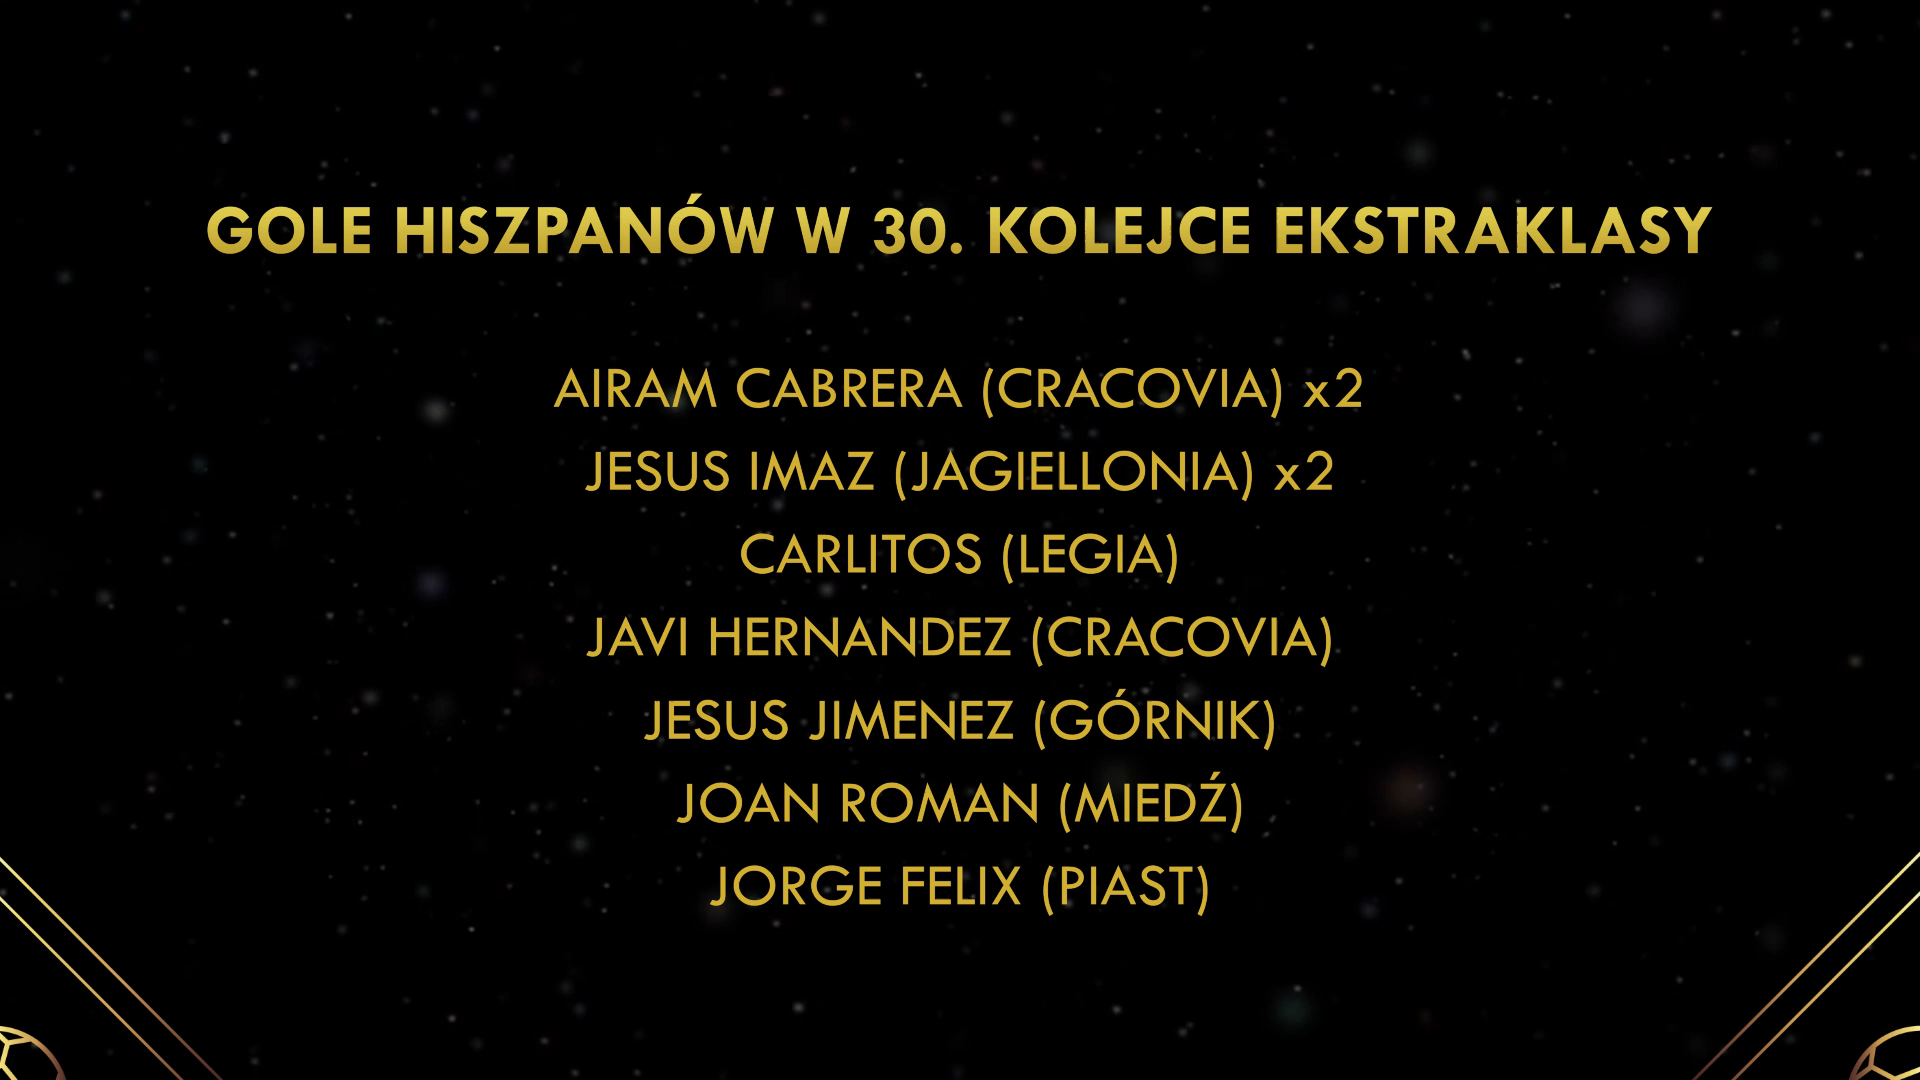 GOLE HISZPANÓW W 30. KOLEJCE EKSTRAKLASY
AIRAM CABRERA (CRACOVIA) x2
JESUS IMAZ (JAGIELLONIA) x2
CARLITOS (LEGIA)
JAVI HERNANDEZ (CRACOVIA)
JESUS JIMENEZ (GÓRNIK)
JOAN ROMAN (MIEDŹ)
JORGE FELIX (PIAST)